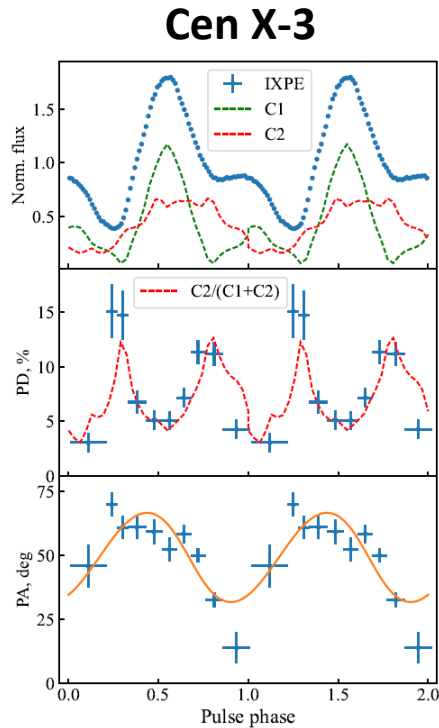 Cen X-3
Norm. flux
1.5
1.0
0.5
IXPE
C1
C2
PD, %
15
10
5
0
C2/(C1+C2)
PA, deg
75
50
25
0
0.0 0.5 1.0 1.5 2.0
Pulse phase